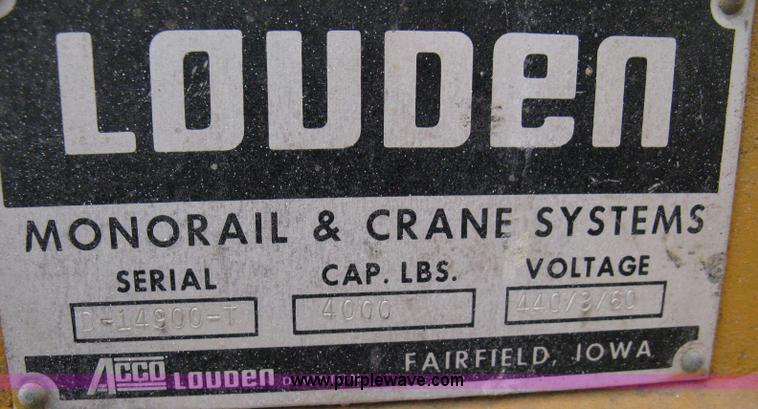 LOUDEN
MONORAIL & CRANE SYSTEMS
SERIAL CAP. LBS. VOLTAGE
D-14900-T 4000 440/3/60
ACCO LOUDEN FAIRFIELD, IOWA
www.purplewave.com